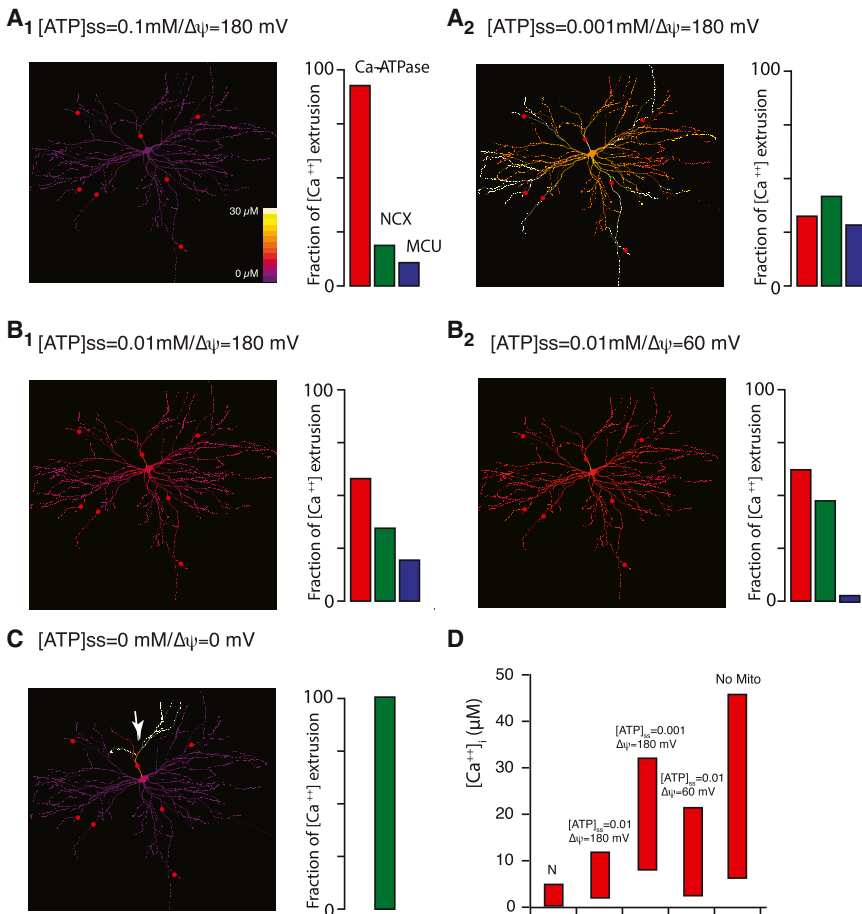 A1 [ATP]ss=0.1mM/Δψ=180 mV
100
Ca-ATPase
NCX
MCU
0
Fraction of [Ca⁺⁺] extrusion
30 µM
0 µM
A2 [ATP]ss=0.001mM/Δψ=180 mV
100
0
Fraction of [Ca⁺⁺] extrusion
B1 [ATP]ss=0.01mM/Δψ=180 mV
100
0
Fraction of [Ca⁺⁺] extrusion
B2 [ATP]ss=0.01mM/Δψ=60 mV
100
0
Fraction of [Ca⁺⁺] extrusion
C [ATP]ss=0 mM/Δψ=0 mV
100
0
Fraction of [Ca⁺⁺] extrusion
D
[Ca⁺⁺]i (µM)
50
40
30
20
10
0
N
[ATP]ss=0.01
Δψ=180 mV
[ATP]ss=0.001
Δψ=180 mV
[ATP]ss=0.01
Δψ=60 mV
No Mito